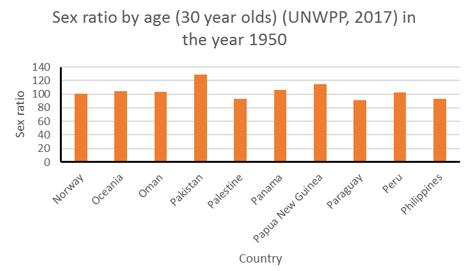 Sex ratio by age (30 year olds) (UNWPP, 2017) in
the year 1950
140
120
100
80
60
40
20
0
Sex ratio
Norway
Oceania
Oman
Pakistan
Palestine
Panama
Papua New Guinea
Paraguay
Peru
Philippines
Country